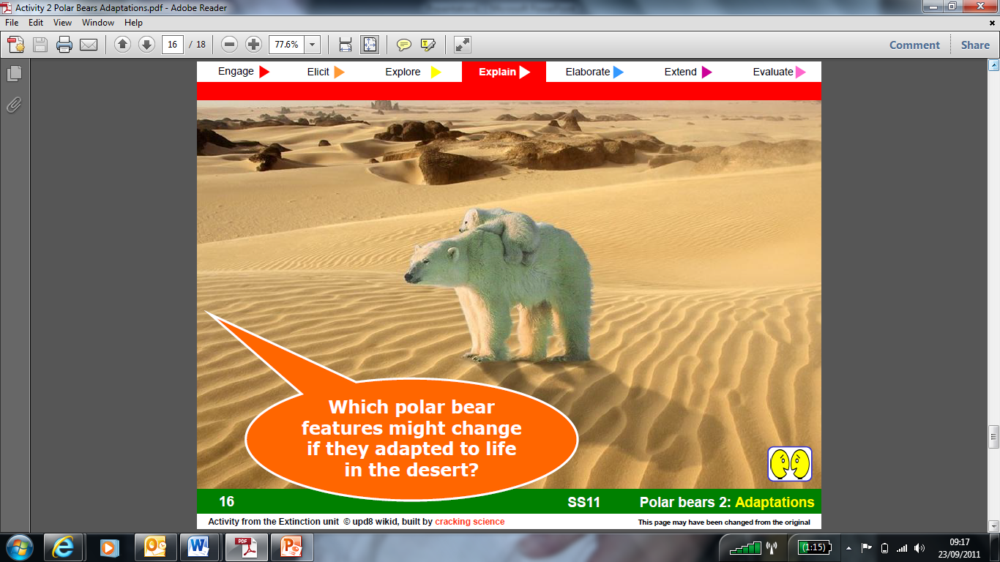 Activity 2 Polar Bears Adaptations.pdf - Adobe Reader
File Edit View Window Help
16 / 18 77.6% Comment Share
Engage Elicit Explore Explain Elaborate Extend Evaluate
Which polar bear
features might change
if they adapted to life
in the desert?
16 SS11 Polar bears 2: Adaptations
Activity from the Extinction unit © upd8 wikid, built by cracking science This page may have been changed from the original
PDF
(1:15)
09:17
23/09/2011